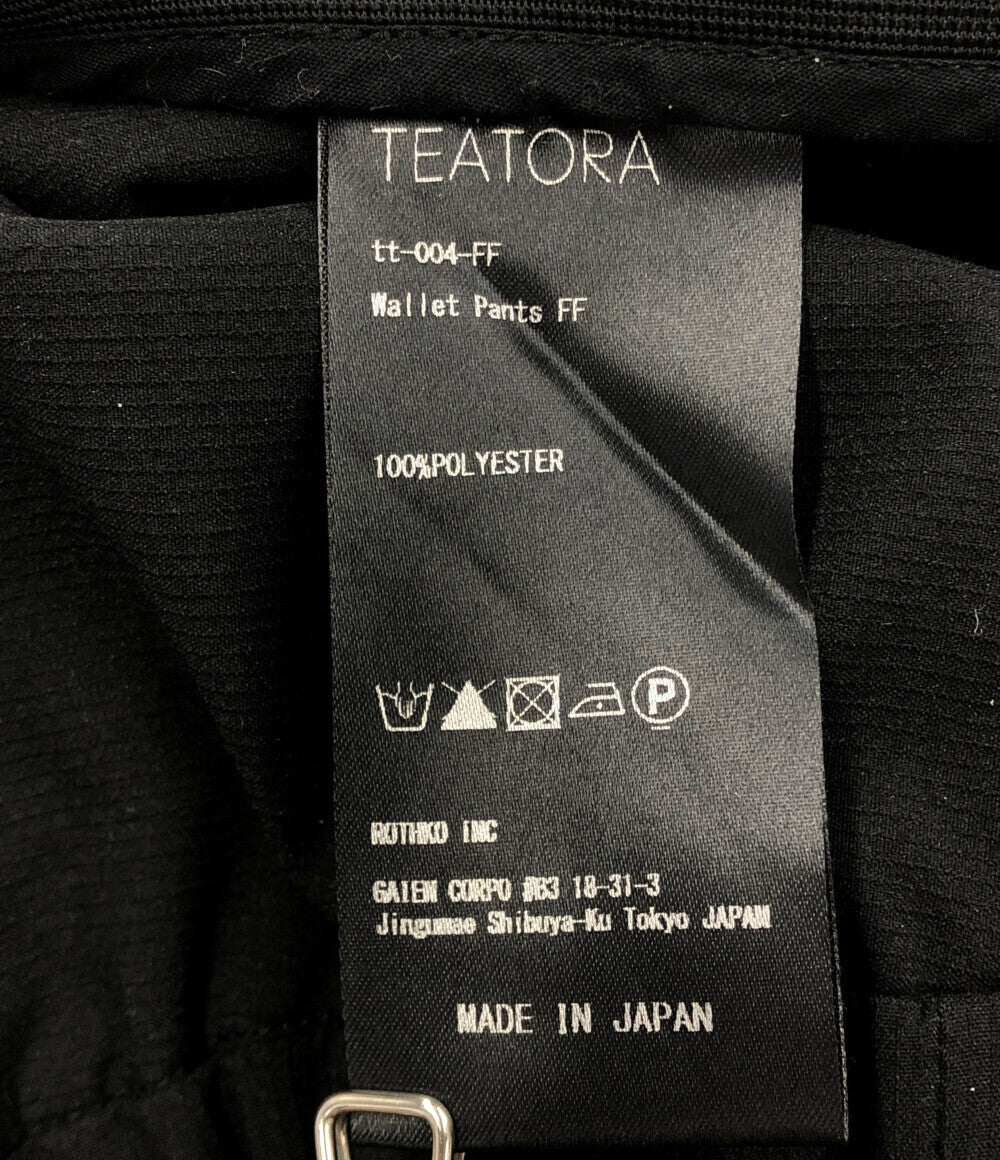 TEATORA
tt-004-FF
Wallet Pants FF
100%POLYESTER
P
ROTHKO INC
GAIEN CORPO #B3 18-31-3
Jingumae Shibuya-Ku Tokyo JAPAN
MADE IN JAPAN